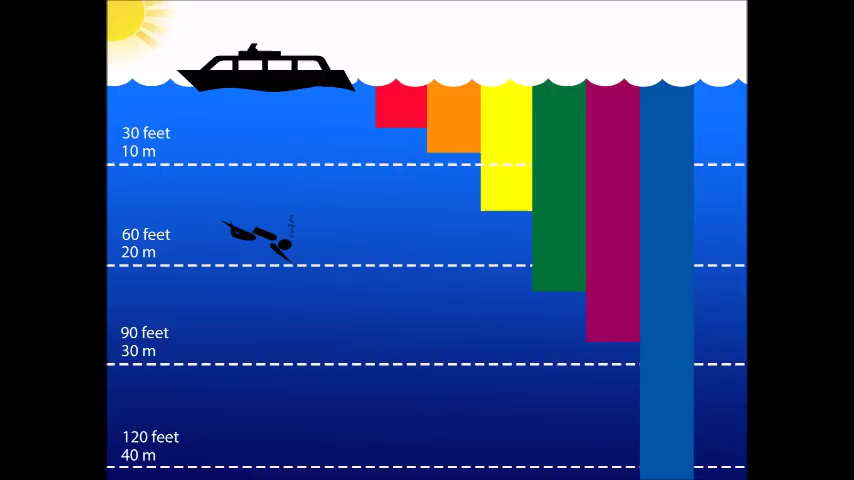 30 feet
10 m
60 feet
20 m
90 feet
30 m
120 feet
40 m